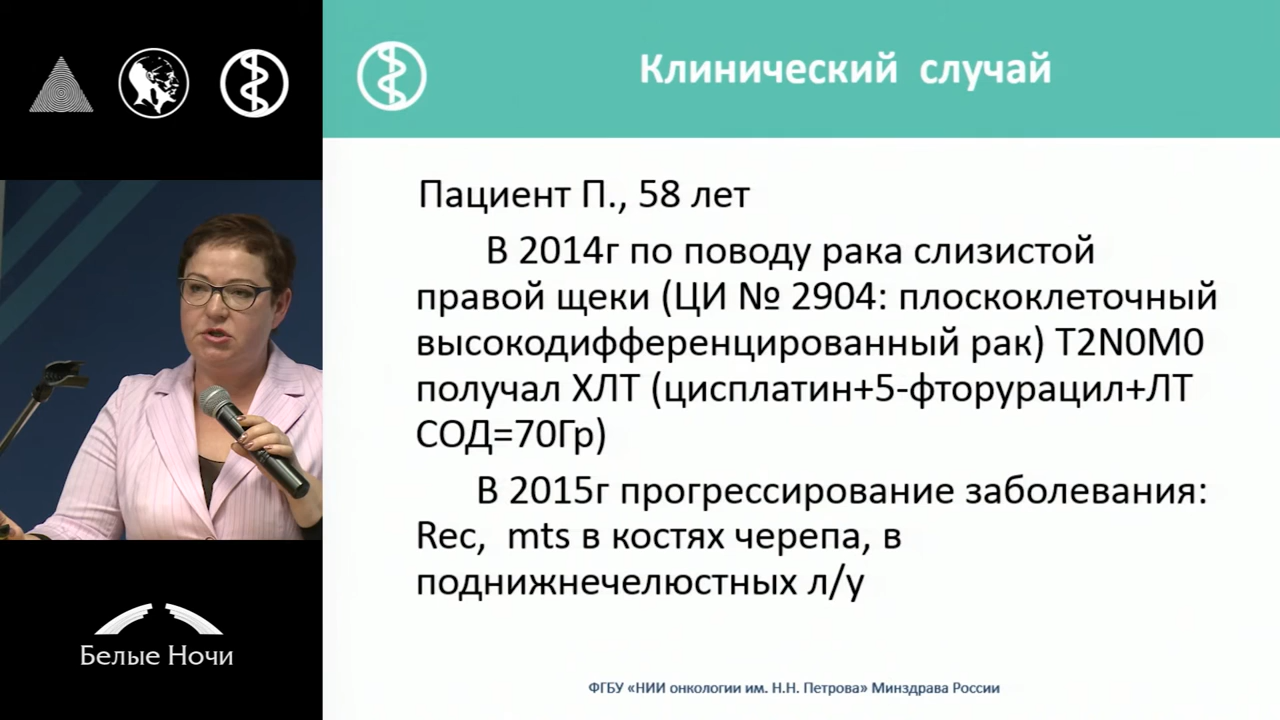 Клинический случай
Пациент П., 58 лет
В 2014г по поводу рака слизистой
правой щеки (ЦИ № 2904: плоскоклеточный
высокодифференцированный рак) T2N0M0
получал ХЛТ (цисплатин+5-фторурацил+ЛТ
СОД=70Гр)
В 2015г прогрессирование заболевания:
Rec, mts в костях черепа, в
поднижнечелюстных л/у
Белые Ночи
ФГБУ «НИИ онкологии им. Н.Н. Петрова» Минздрава России